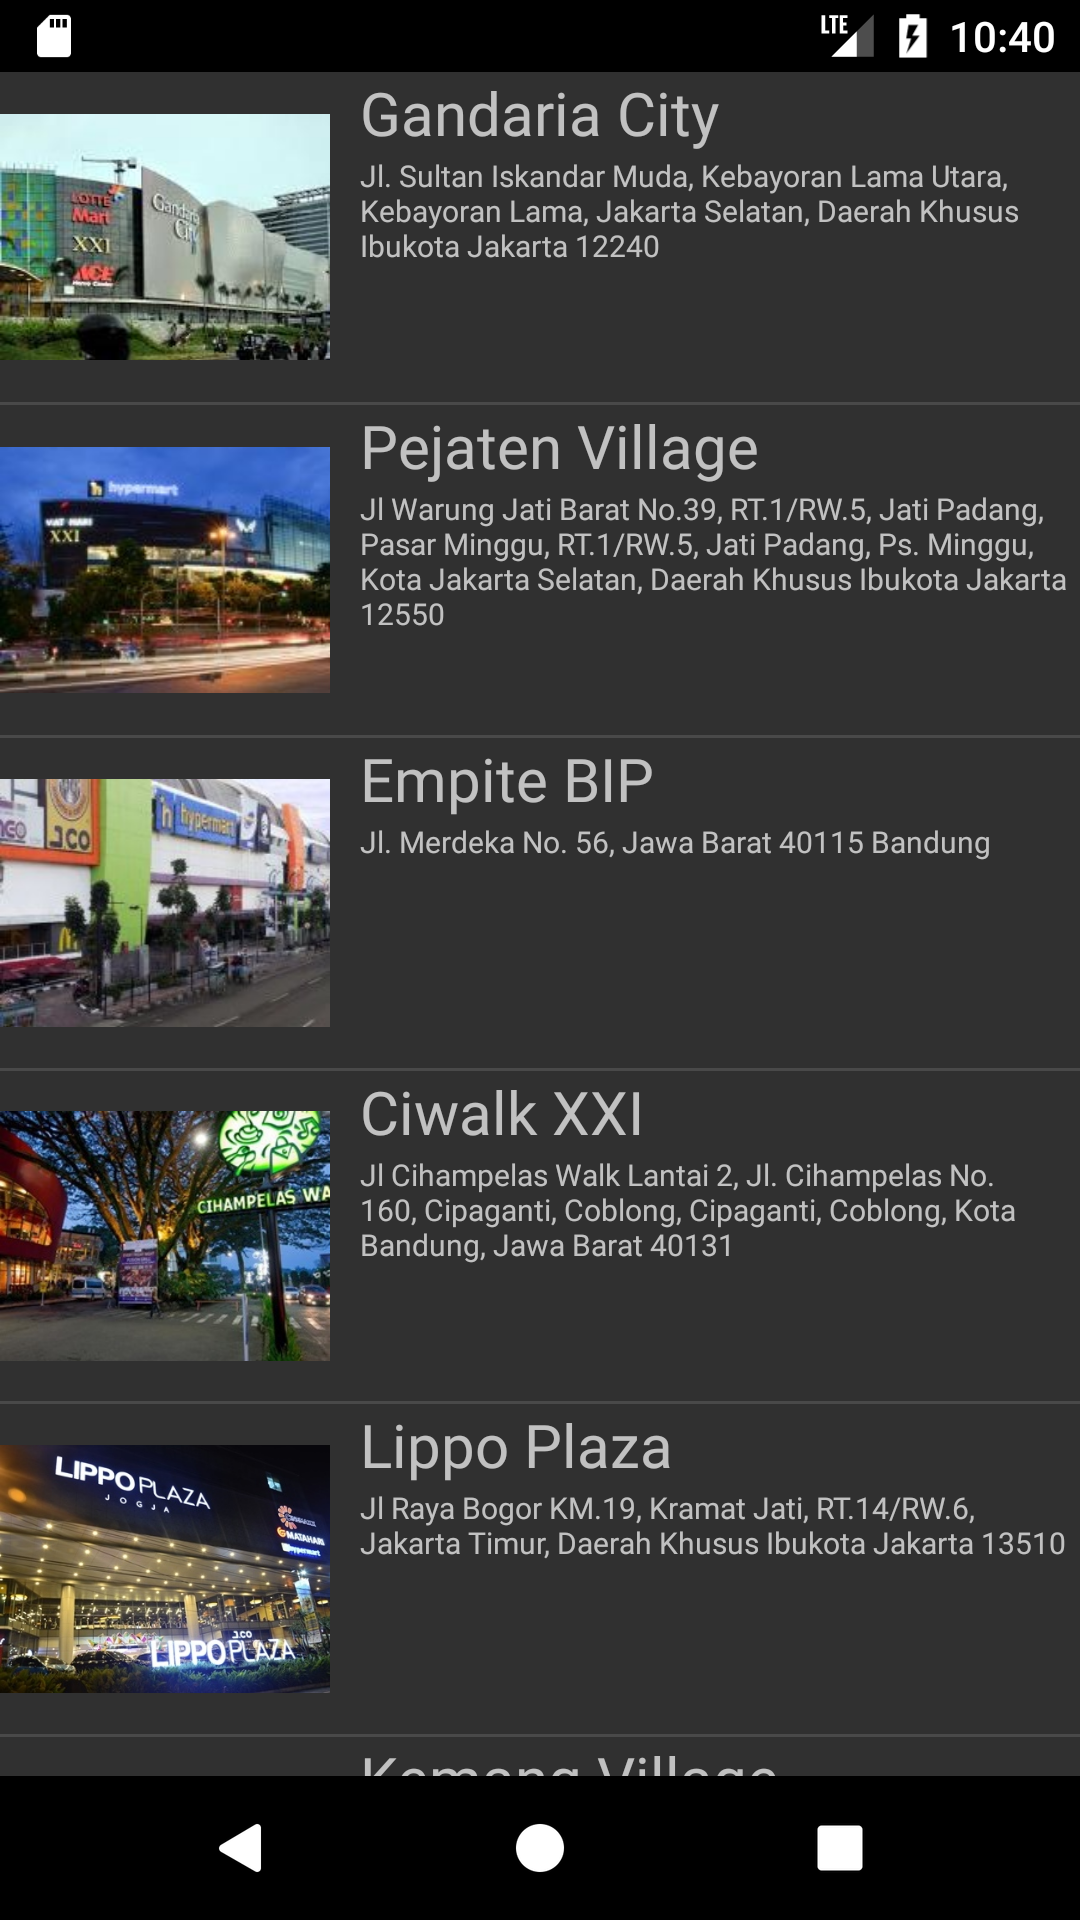 LTE 10:40
Gandaria City
Jl. Sultan Iskandar Muda, Kebayoran Lama Utara,
Kebayoran Lama, Jakarta Selatan, Daerah Khusus
Ibukota Jakarta 12240
LOTTE
Mart
XXI
ACE
Gandaria
City
Pejaten Village
Jl Warung Jati Barat No.39, RT.1/RW.5, Jati Padang,
Pasar Minggu, RT.1/RW.5, Jati Padang, Ps. Minggu,
Kota Jakarta Selatan, Daerah Khusus Ibukota Jakarta
12550
hypermart
XXI
Empite BIP
Jl. Merdeka No. 56, Jawa Barat 40115 Bandung
J.CO
hypermart
Ciwalk XXI
Jl Cihampelas Walk Lantai 2, Jl. Cihampelas No.
160, Cipaganti, Coblong, Cipaganti, Coblong, Kota
Bandung, Jawa Barat 40131
CIHAMPELAS WA
Lippo Plaza
Jl Raya Bogor KM.19, Kramat Jati, RT.14/RW.6,
Jakarta Timur, Daerah Khusus Ibukota Jakarta 13510
LIPPO PLAZA
JOGJA
MATAHARI
hypermart
J.CO
LIPPO PLAZA
Kemang Village